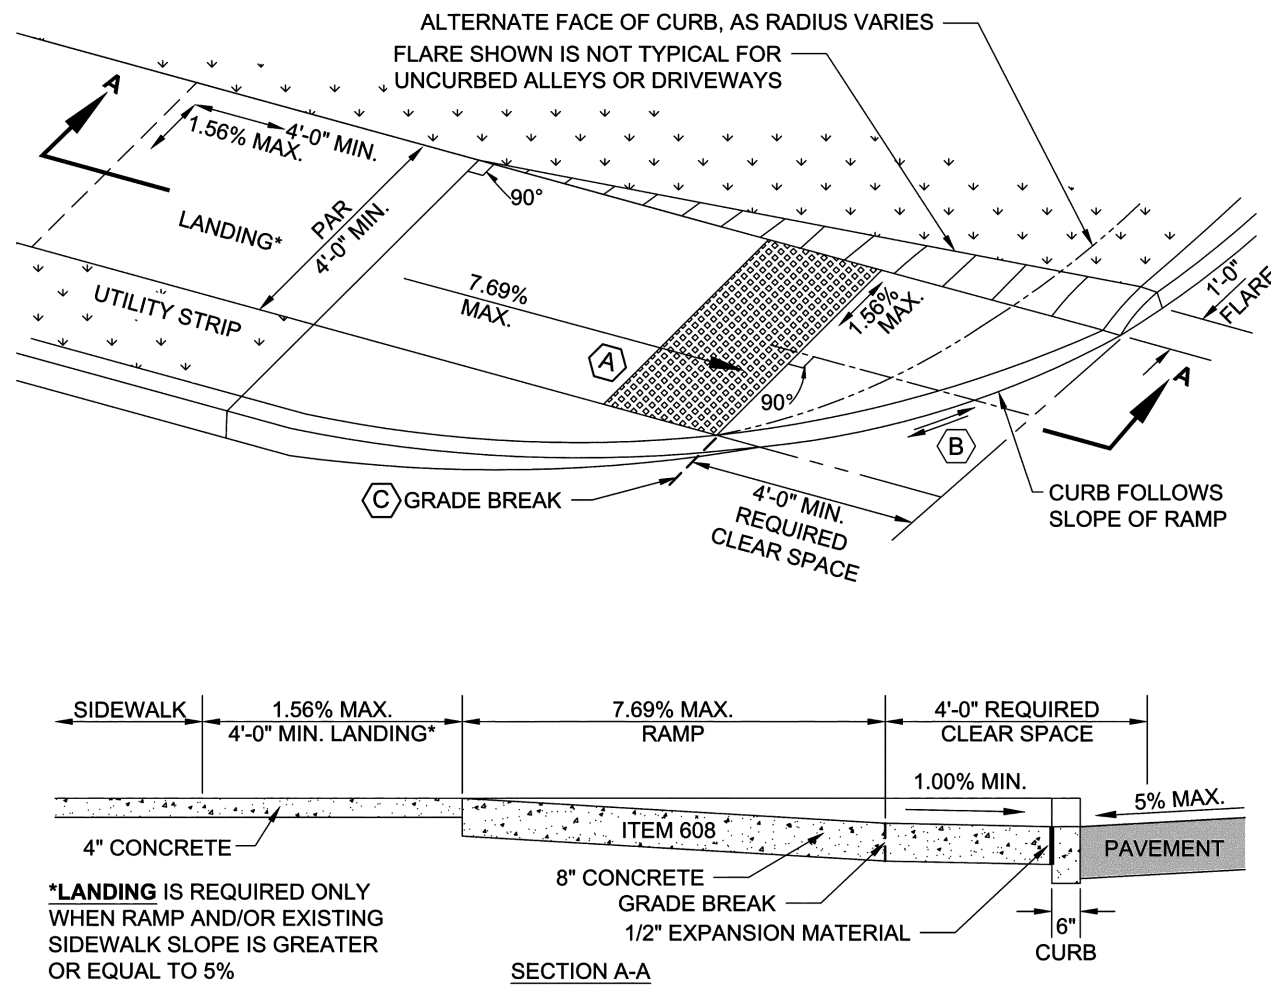 ALTERNATE FACE OF CURB, AS RADIUS VARIES
FLARE SHOWN IS NOT TYPICAL FOR
UNCURBED ALLEYS OR DRIVEWAYS
A
4'-0" MIN.
1.56% MAX.
90°
LANDING*
PAR
4'-0" MIN.
UTILITY STRIP
7.69%
MAX.
1.56%
MAX.
1'-0"
FLARE
A
90°
A
B
C
GRADE BREAK
4'-0" MIN.
REQUIRED
CLEAR SPACE
CURB FOLLOWS
SLOPE OF RAMP
SIDEWALK
1.56% MAX.
4'-0" MIN. LANDING*
7.69% MAX.
RAMP
4'-0" REQUIRED
CLEAR SPACE
1.00% MIN.
5% MAX.
ITEM 608
PAVEMENT
4" CONCRETE
8" CONCRETE
GRADE BREAK
1/2" EXPANSION MATERIAL
6"
CURB
*LANDING IS REQUIRED ONLY
WHEN RAMP AND/OR EXISTING
SIDEWALK SLOPE IS GREATER
OR EQUAL TO 5%
SECTION A-A